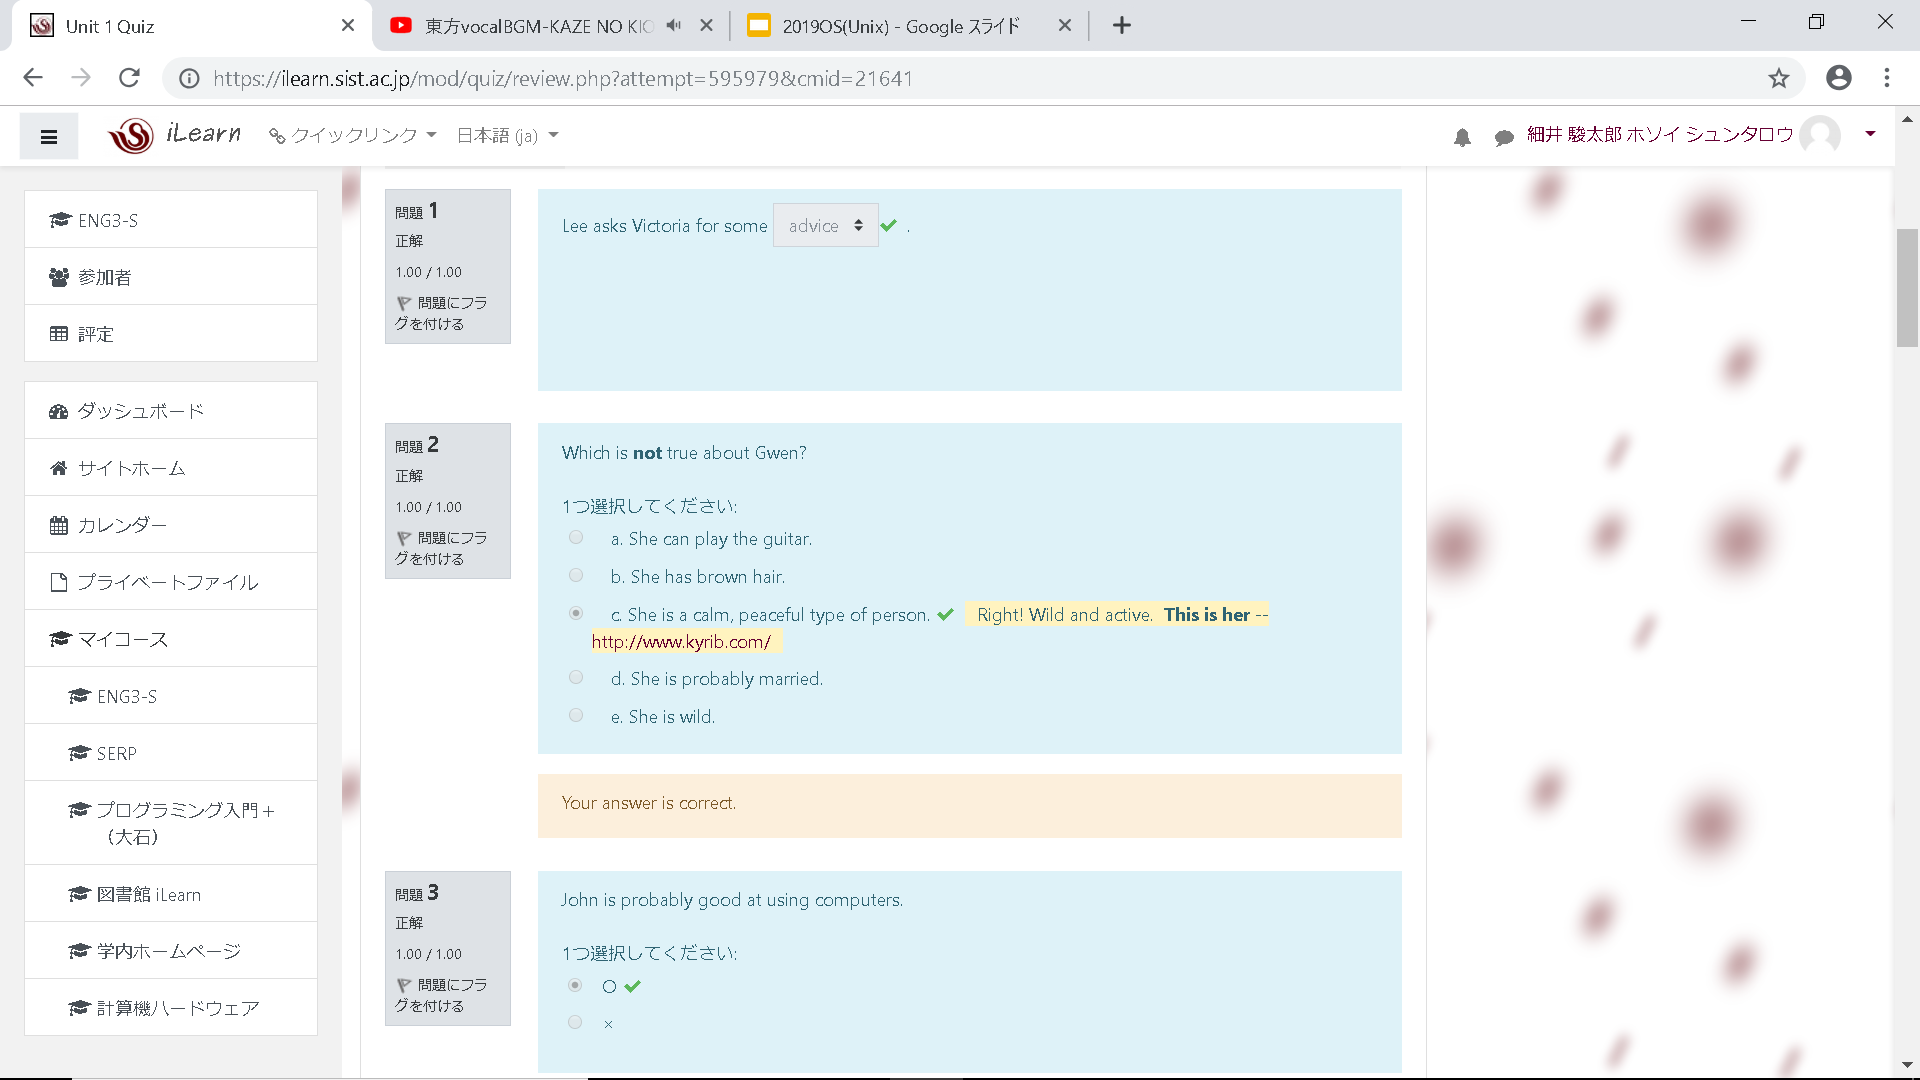 Unit 1 Quiz
東方vocalBGM-KAZE NO KIO
2019OS(Unix) - Google スライド
https://ilearn.sist.ac.jp/mod/quiz/review.php?attempt=595979&cmid=21641
iLearn
クイックリンク
日本語 (ja)
細井 駿太郎 ホソイ シュンタロウ
ENG3-S
参加者
評定
ダッシュボード
サイトホーム
カレンダー
プライベートファイル
マイコース
ENG3-S
SERP
プログラミング入門＋
（大石）
図書館 iLearn
学内ホームページ
計算機ハードウェア
問題 1
正解
1.00 / 1.00
問題にフラ
グを付ける
Lee asks Victoria for some advice .
問題 2
正解
1.00 / 1.00
問題にフラ
グを付ける
Which is not true about Gwen?
1つ選択してください:
a. She can play the guitar.
b. She has brown hair.
c. She is a calm, peaceful type of person. Right! Wild and active. This is her --
http://www.kyrib.com/
d. She is probably married.
e. She is wild.
Your answer is correct.
問題 3
正解
1.00 / 1.00
問題にフラ
グを付ける
John is probably good at using computers.
1つ選択してください:
○
×